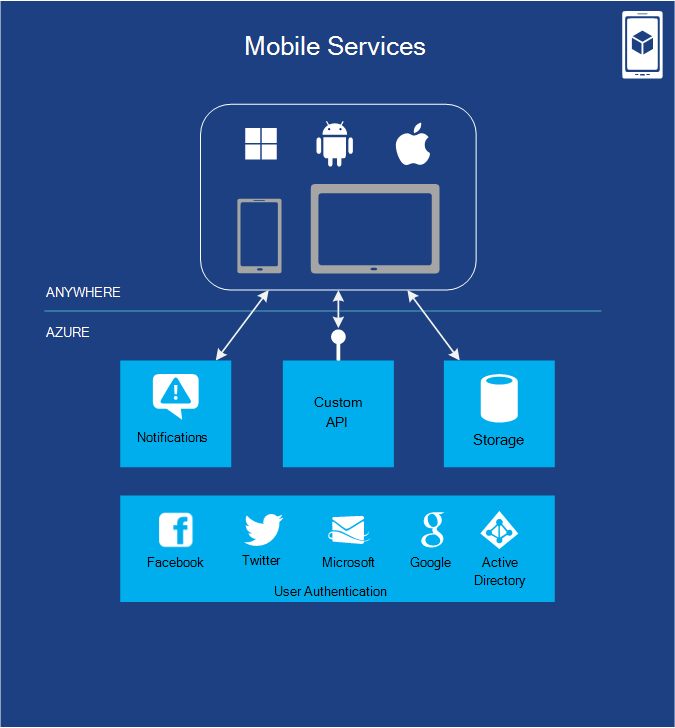 Mobile Services
ANYWHERE
AZURE
Notifications
Custom
API
Storage
Facebook
Twitter
Microsoft
Google
Active
Directory
User Authentication